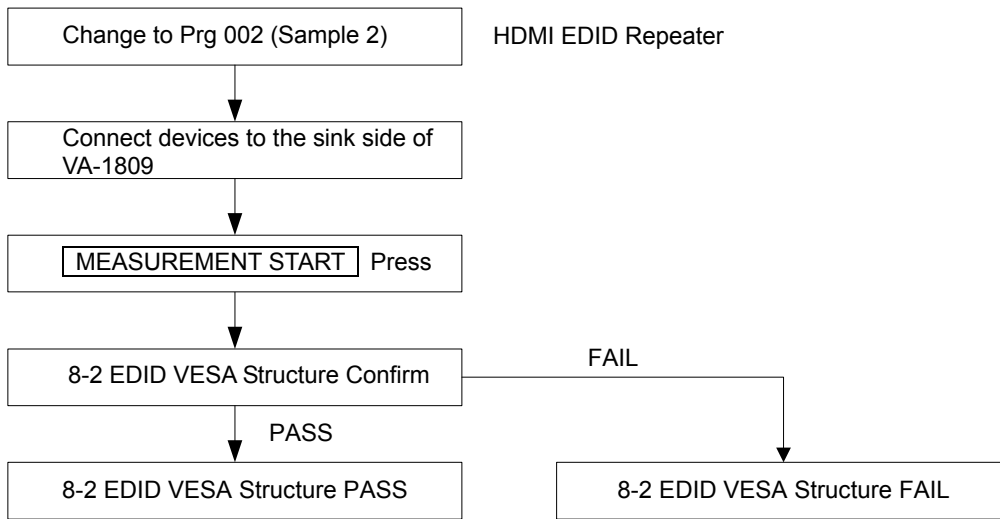 Change to Prg 002 (Sample 2)
HDMI EDID Repeater
Connect devices to the sink side of
VA-1809
MEASUREMENT START Press
8-2 EDID VESA Structure Confirm
FAIL
PASS
8-2 EDID VESA Structure PASS
8-2 EDID VESA Structure FAIL